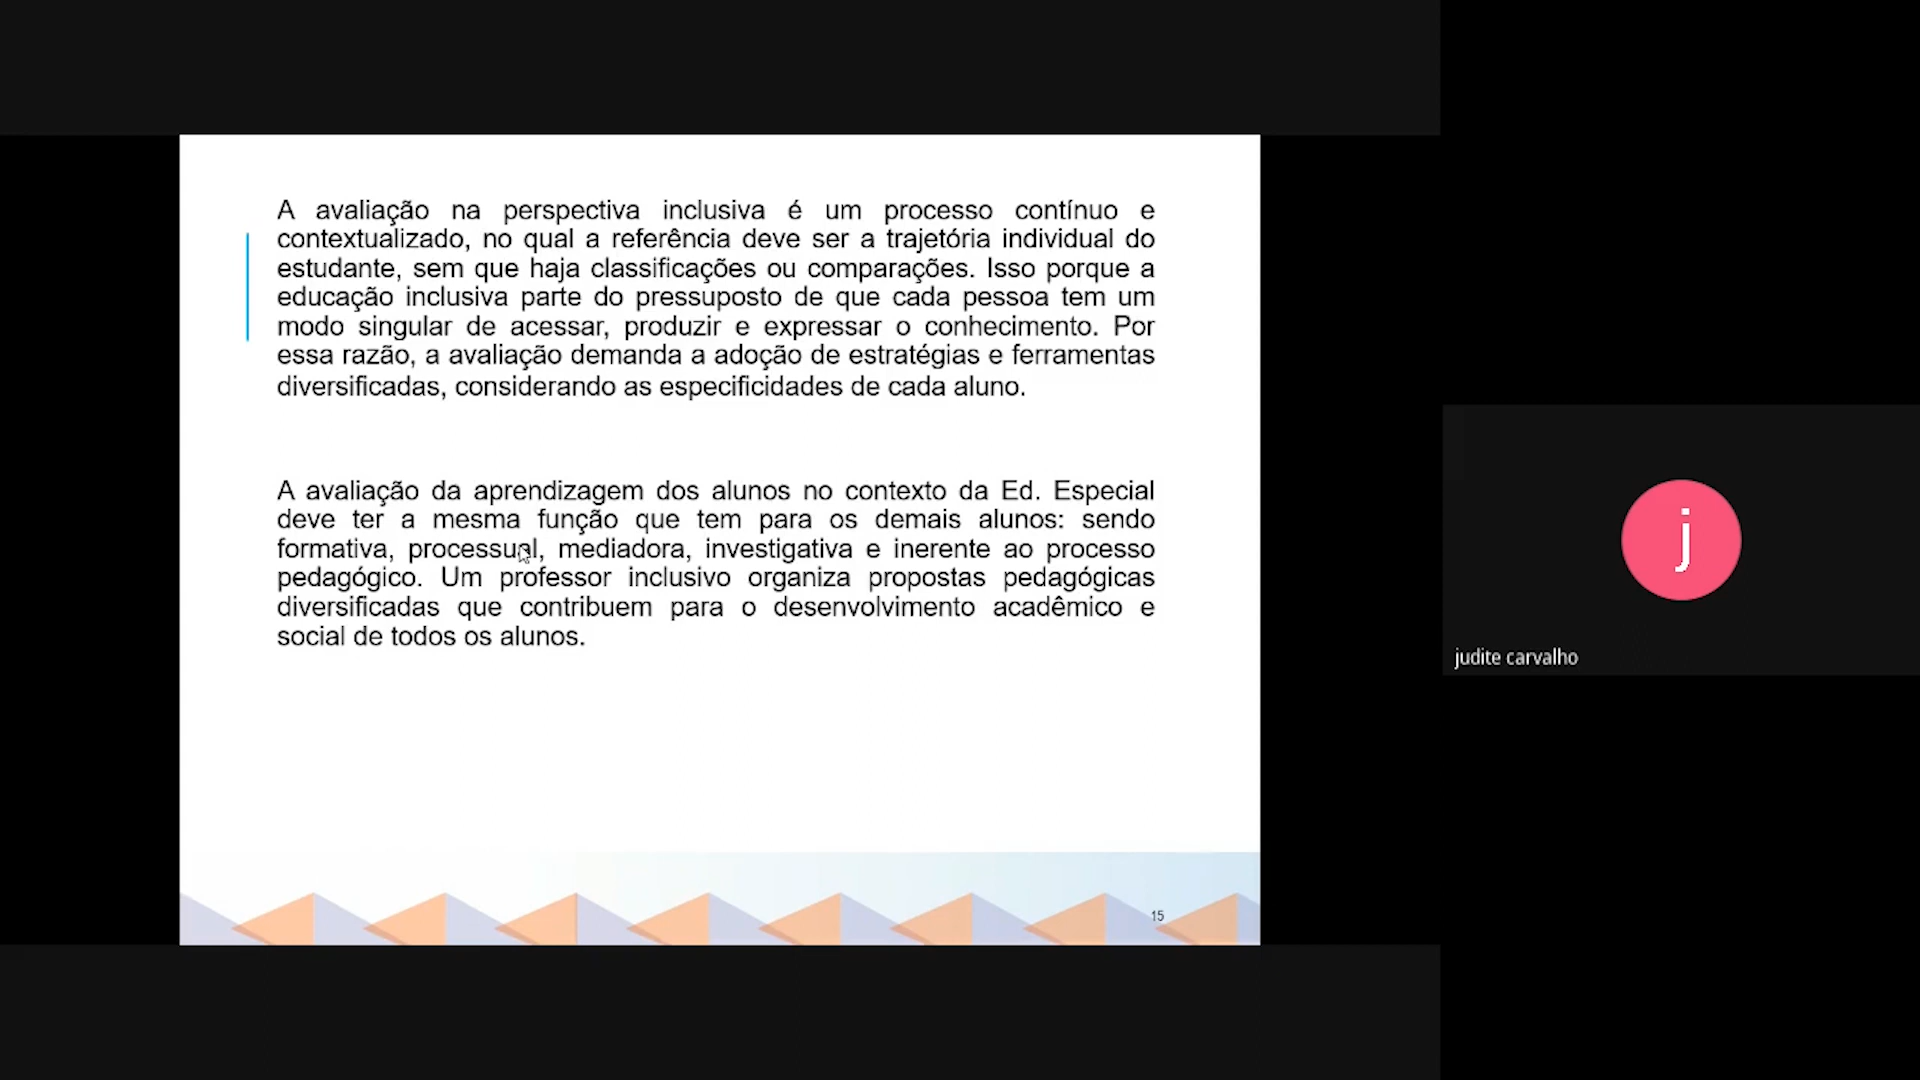 A avaliação na perspectiva inclusiva é um processo contínuo e
contextualizado, no qual a referência deve ser a trajetória individual do
estudante, sem que haja classificações ou comparações. Isso porque a
educação inclusiva parte do pressuposto de que cada pessoa tem um
modo singular de acessar, produzir e expressar o conhecimento. Por
essa razão, a avaliação demanda a adoção de estratégias e ferramentas
diversificadas, considerando as especificidades de cada aluno.
A avaliação da aprendizagem dos alunos no contexto da Ed. Especial
deve ter a mesma função que tem para os demais alunos: sendo
formativa, processual, mediadora, investigativa e inerente ao processo
pedagógico. Um professor inclusivo organiza propostas pedagógicas
diversificadas que contribuem para o desenvolvimento acadêmico e
social de todos os alunos.
15
j
judite carvalho